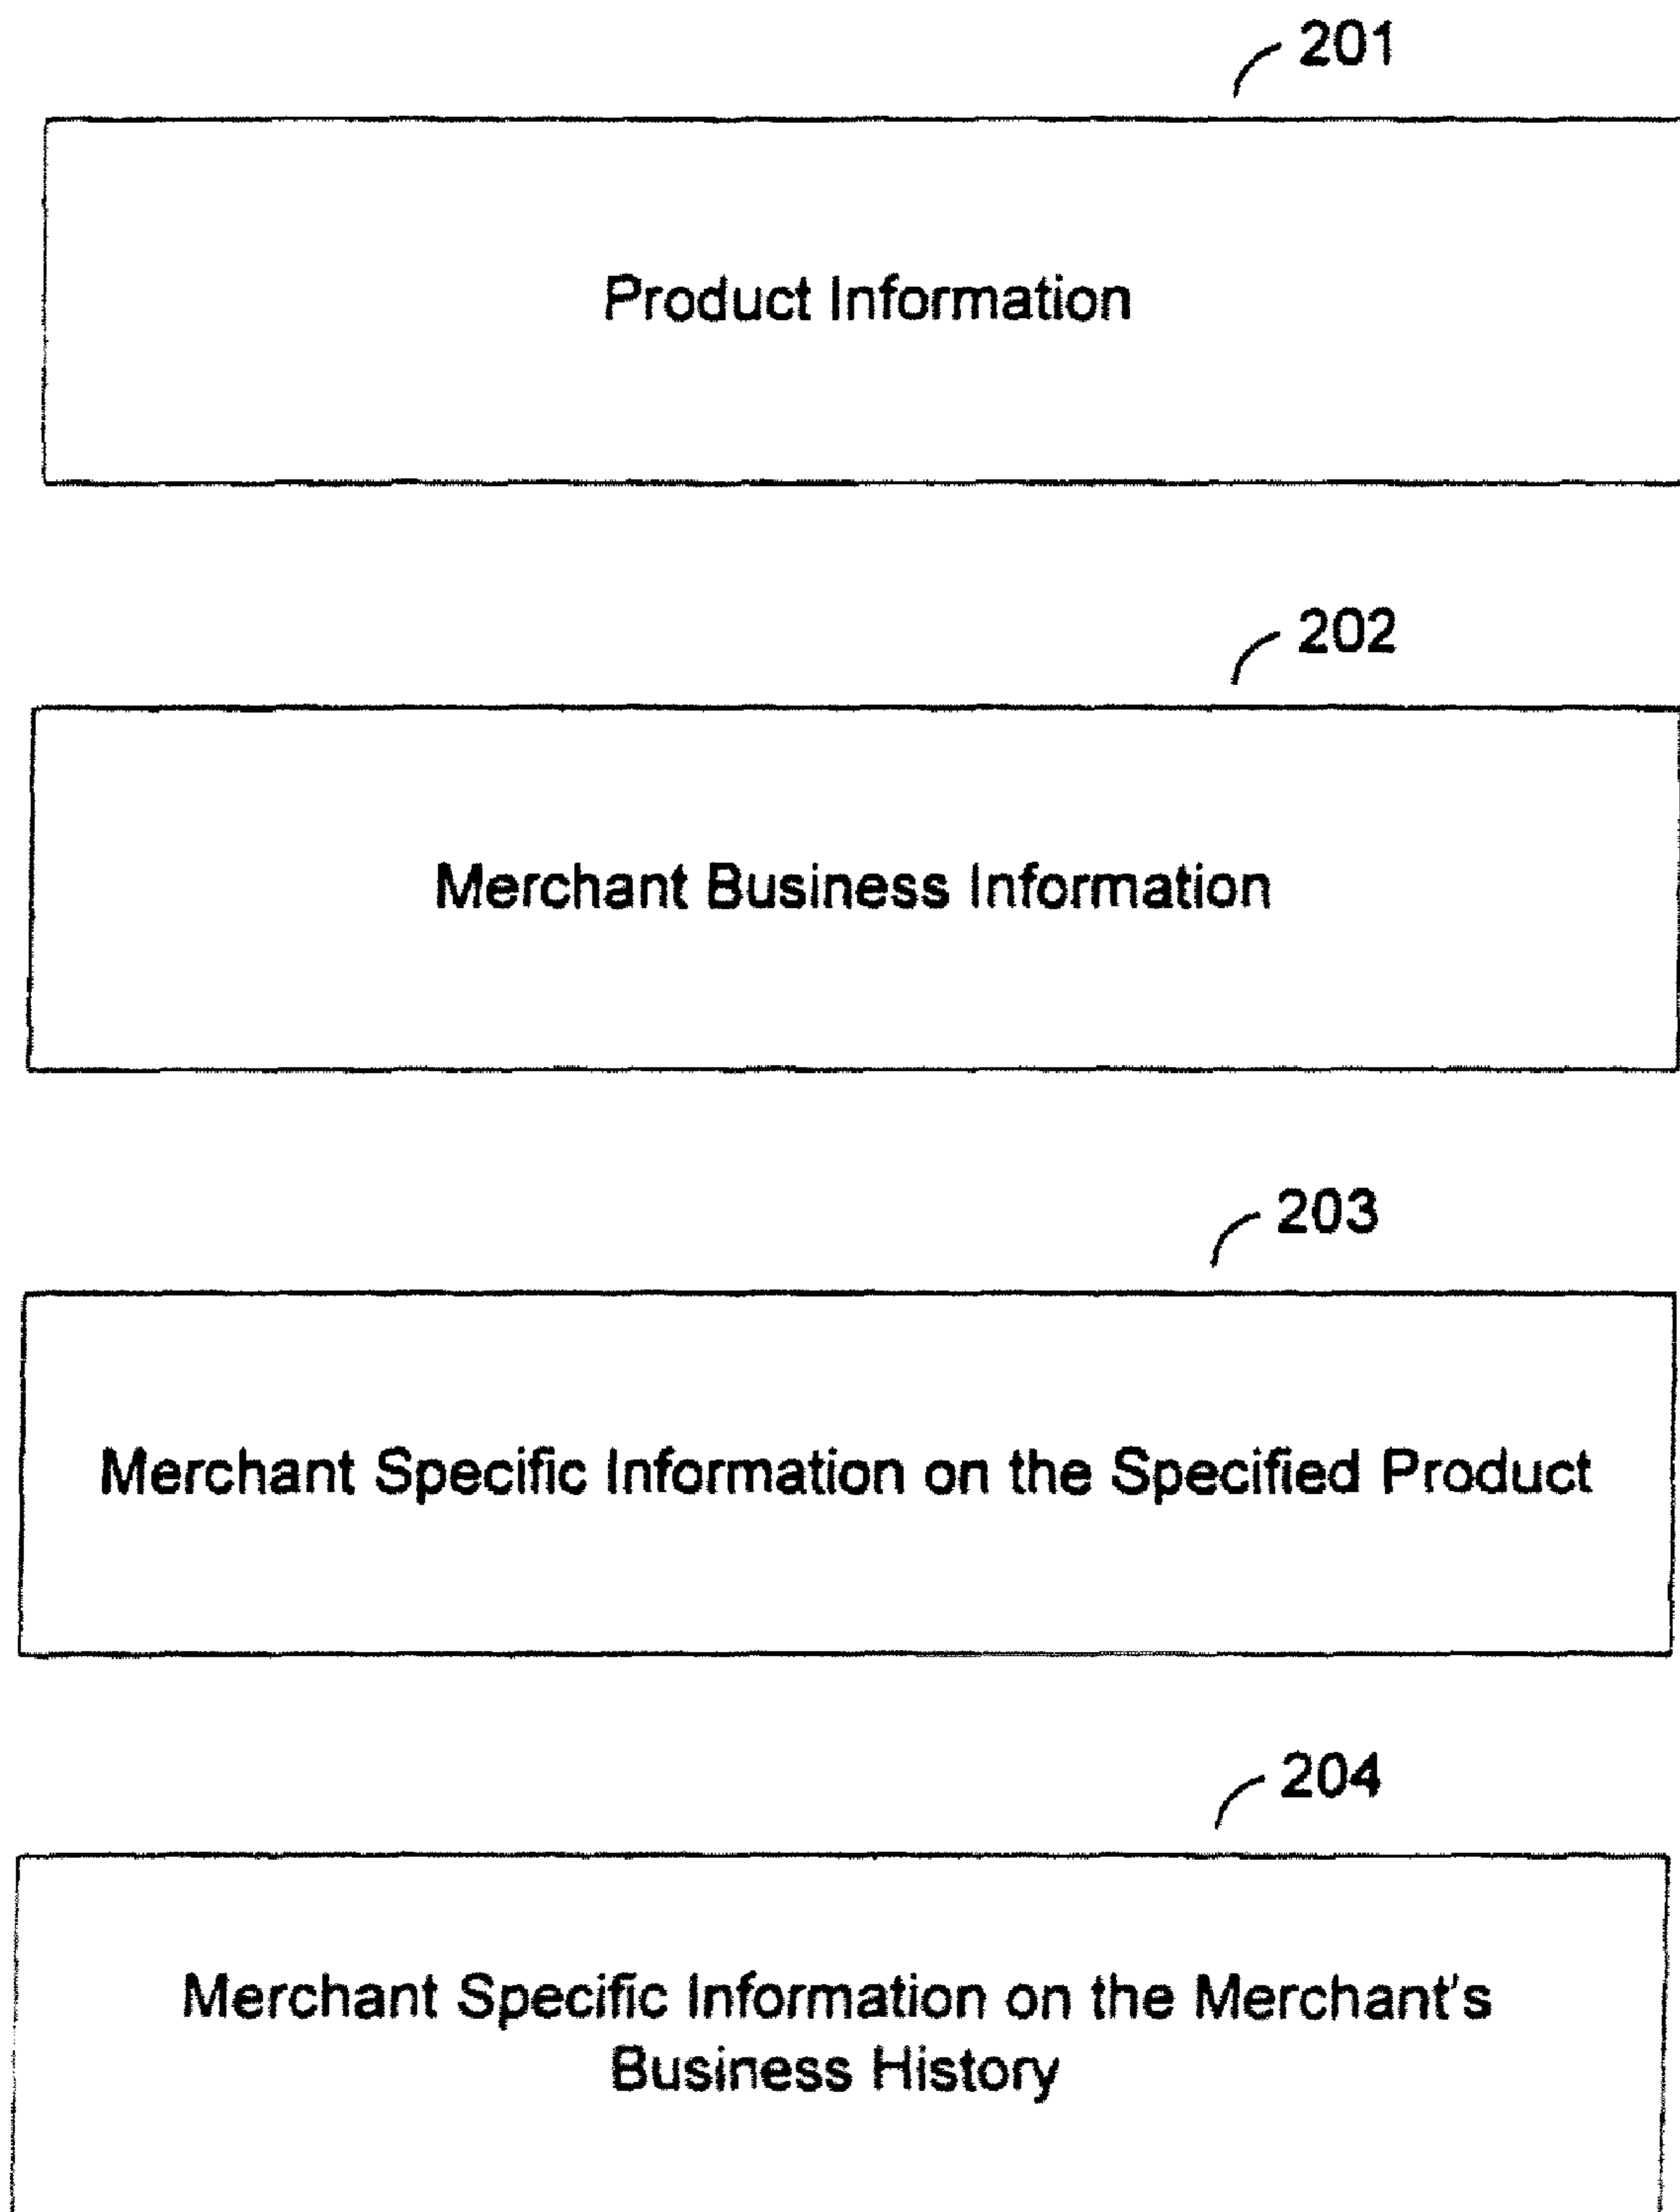 201
Product Information
202
Merchant Business Information
203
Merchant Specific Information on the Specified Product
204
Merchant Specific Information on the Merchant's
Business History